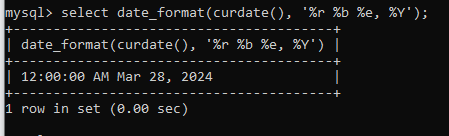 mysql> select date_format(curdate(), '%r %b %e, %Y');
+---------------------------------------+
| date_format(curdate(), '%r %b %e, %Y') |
+---------------------------------------+
| 12:00:00 AM Mar 28, 2024 |
+---------------------------------------+
1 row in set (0.00 sec)